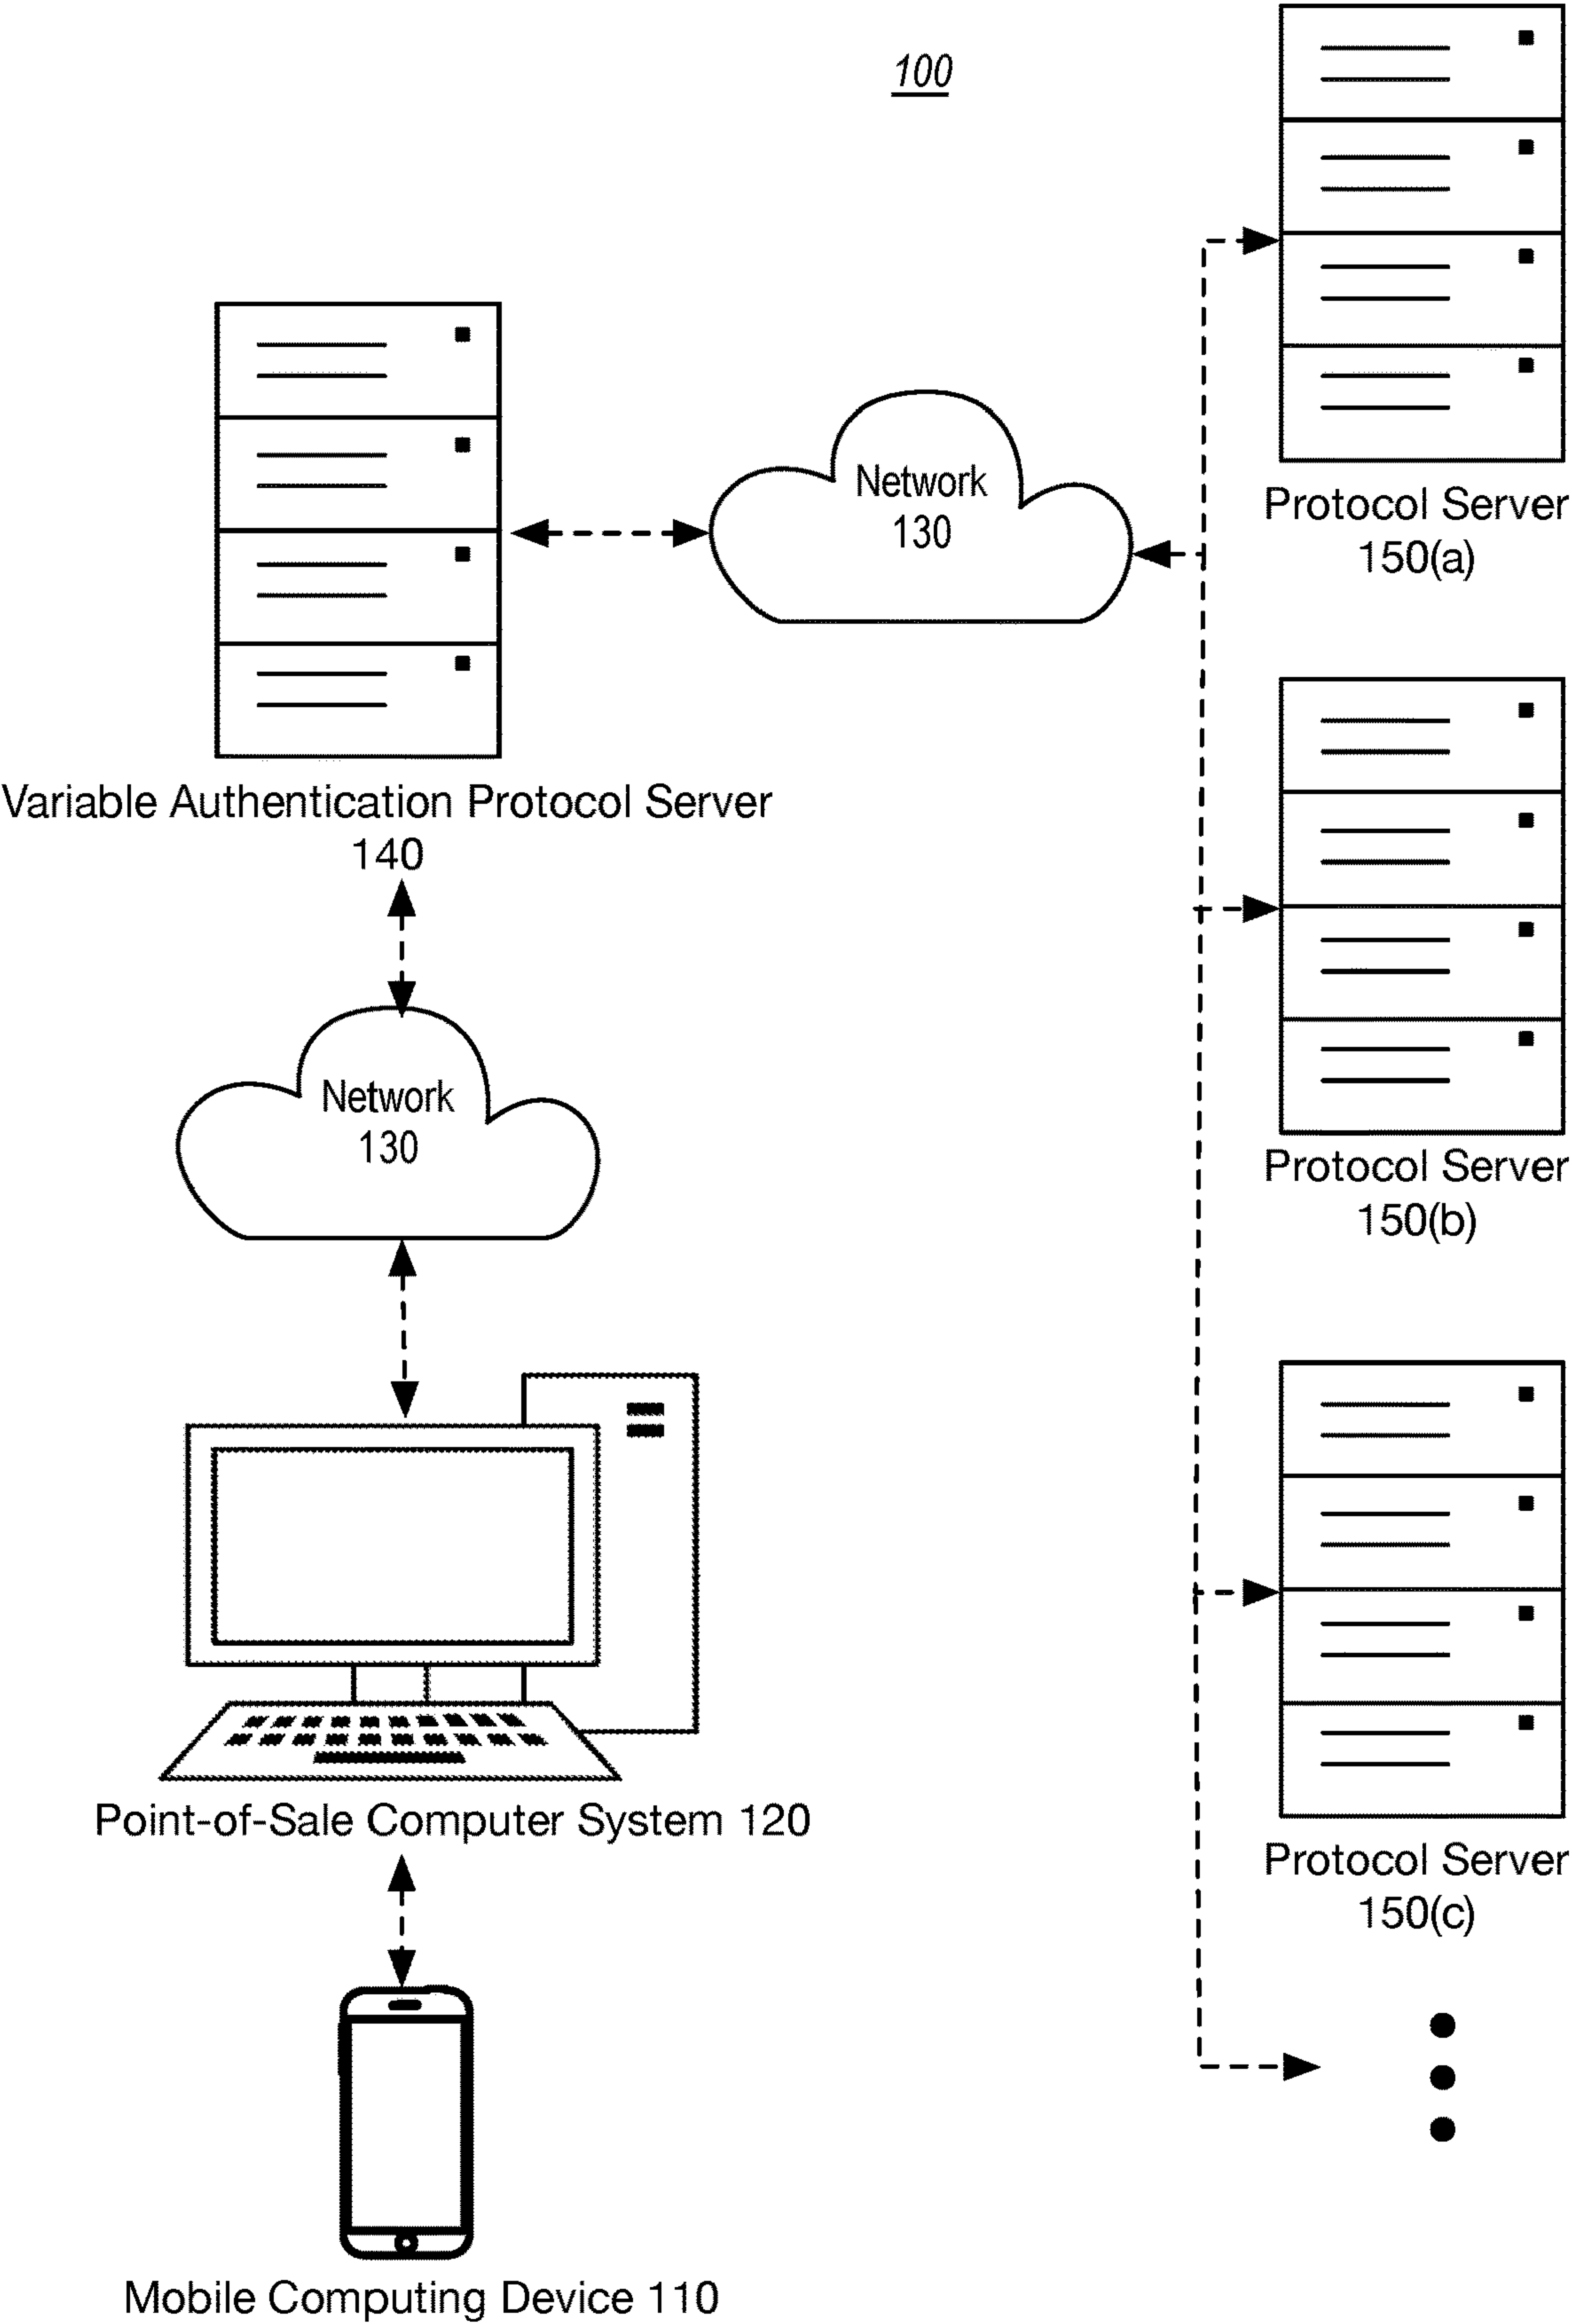 100
Network
130
Protocol Server
150(a)
Variable Authentication Protocol Server
140
Network
130
Protocol Server
150(b)
Point-of-Sale Computer System 120
Protocol Server
150(c)
Mobile Computing Device 110